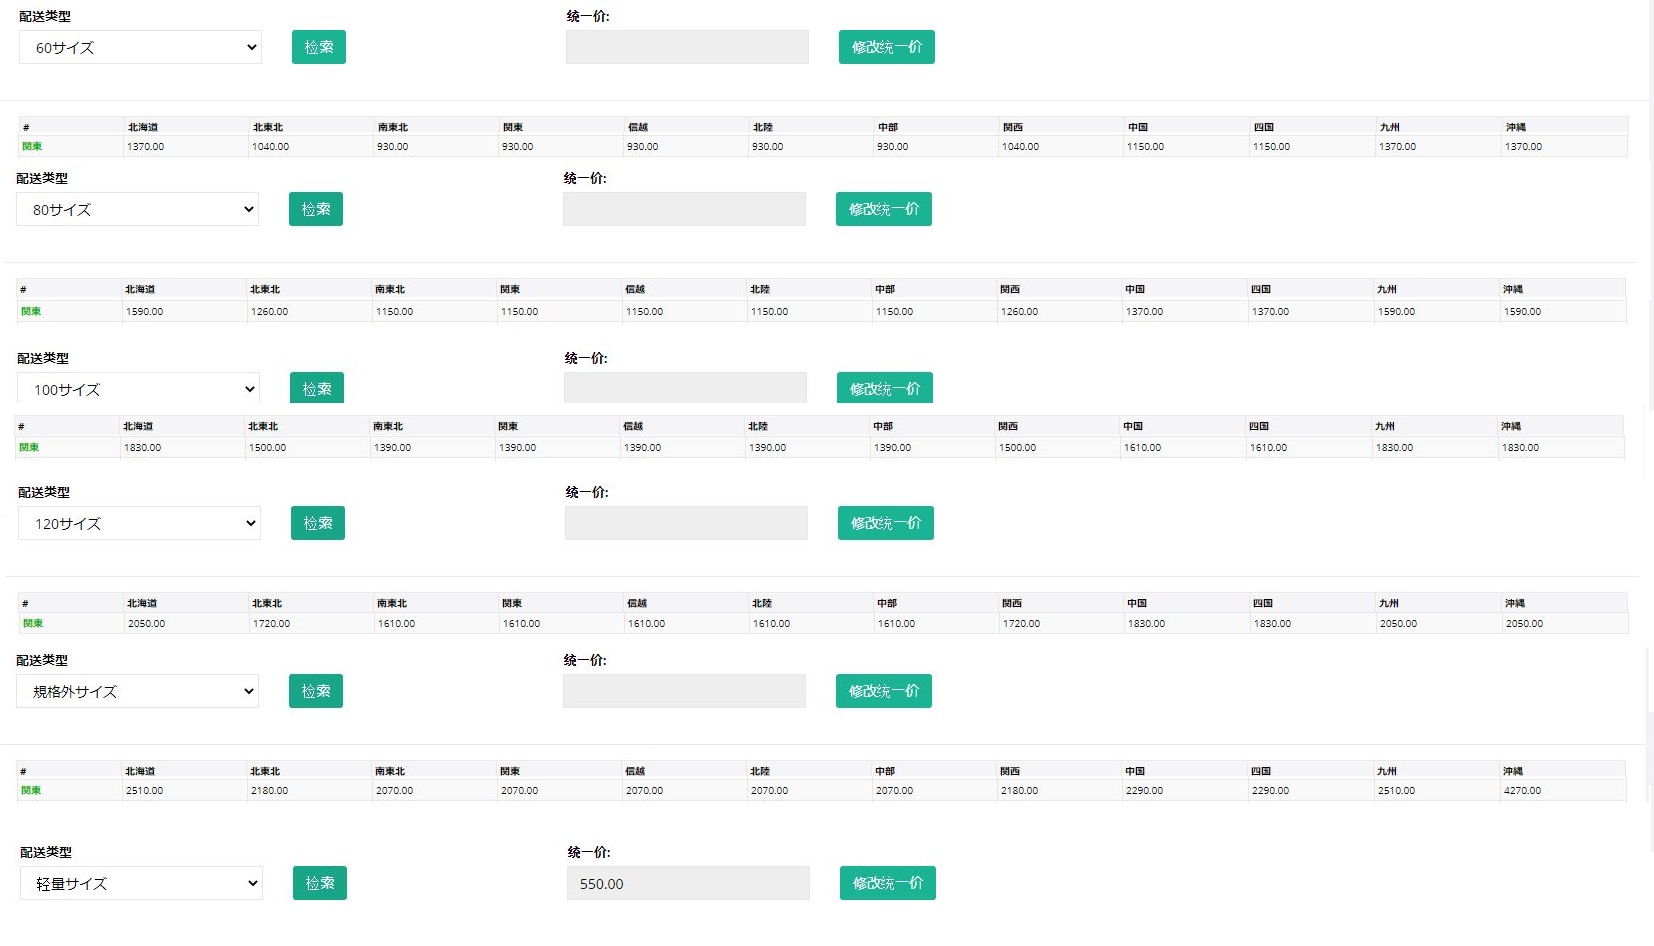 配送类型 统一价:
60サイズ 检索 修改统一价
# 北海道 北東北 南東北 関東 信越 北陸 中部 関西 中国 四国 九州 沖縄
関東 1370.00 1040.00 930.00 930.00 930.00 930.00 930.00 1040.00 1150.00 1150.00 1370.00 1370.00
配送类型 统一价:
80サイズ 检索 修改统一价
# 北海道 北東北 南東北 関東 信越 北陸 中部 関西 中国 四国 九州 沖縄
関東 1590.00 1260.00 1150.00 1150.00 1150.00 1150.00 1150.00 1260.00 1370.00 1370.00 1590.00 1590.00
配送类型 统一价:
100サイズ 检索 修改统一价
# 北海道 北東北 南東北 関東 信越 北陸 中部 関西 中国 四国 九州 沖縄
関東 1830.00 1500.00 1390.00 1390.00 1390.00 1390.00 1390.00 1500.00 1610.00 1610.00 1830.00 1830.00
配送类型 统一价:
120サイズ 检索 修改统一价
# 北海道 北東北 南東北 関東 信越 北陸 中部 関西 中国 四国 九州 沖縄
関東 2050.00 1720.00 1610.00 1610.00 1610.00 1610.00 1610.00 1720.00 1830.00 1830.00 2050.00 2050.00
配送类型 统一价:
規格外サイズ 检索 修改统一价
# 北海道 北東北 南東北 関東 信越 北陸 中部 関西 中国 四国 九州 沖縄
関東 2510.00 2180.00 2070.00 2070.00 2070.00 2070.00 2070.00 2180.00 2290.00 2290.00 2510.00 4270.00
配送类型 统一价:
轻量サイズ 检索 550.00 修改统一价